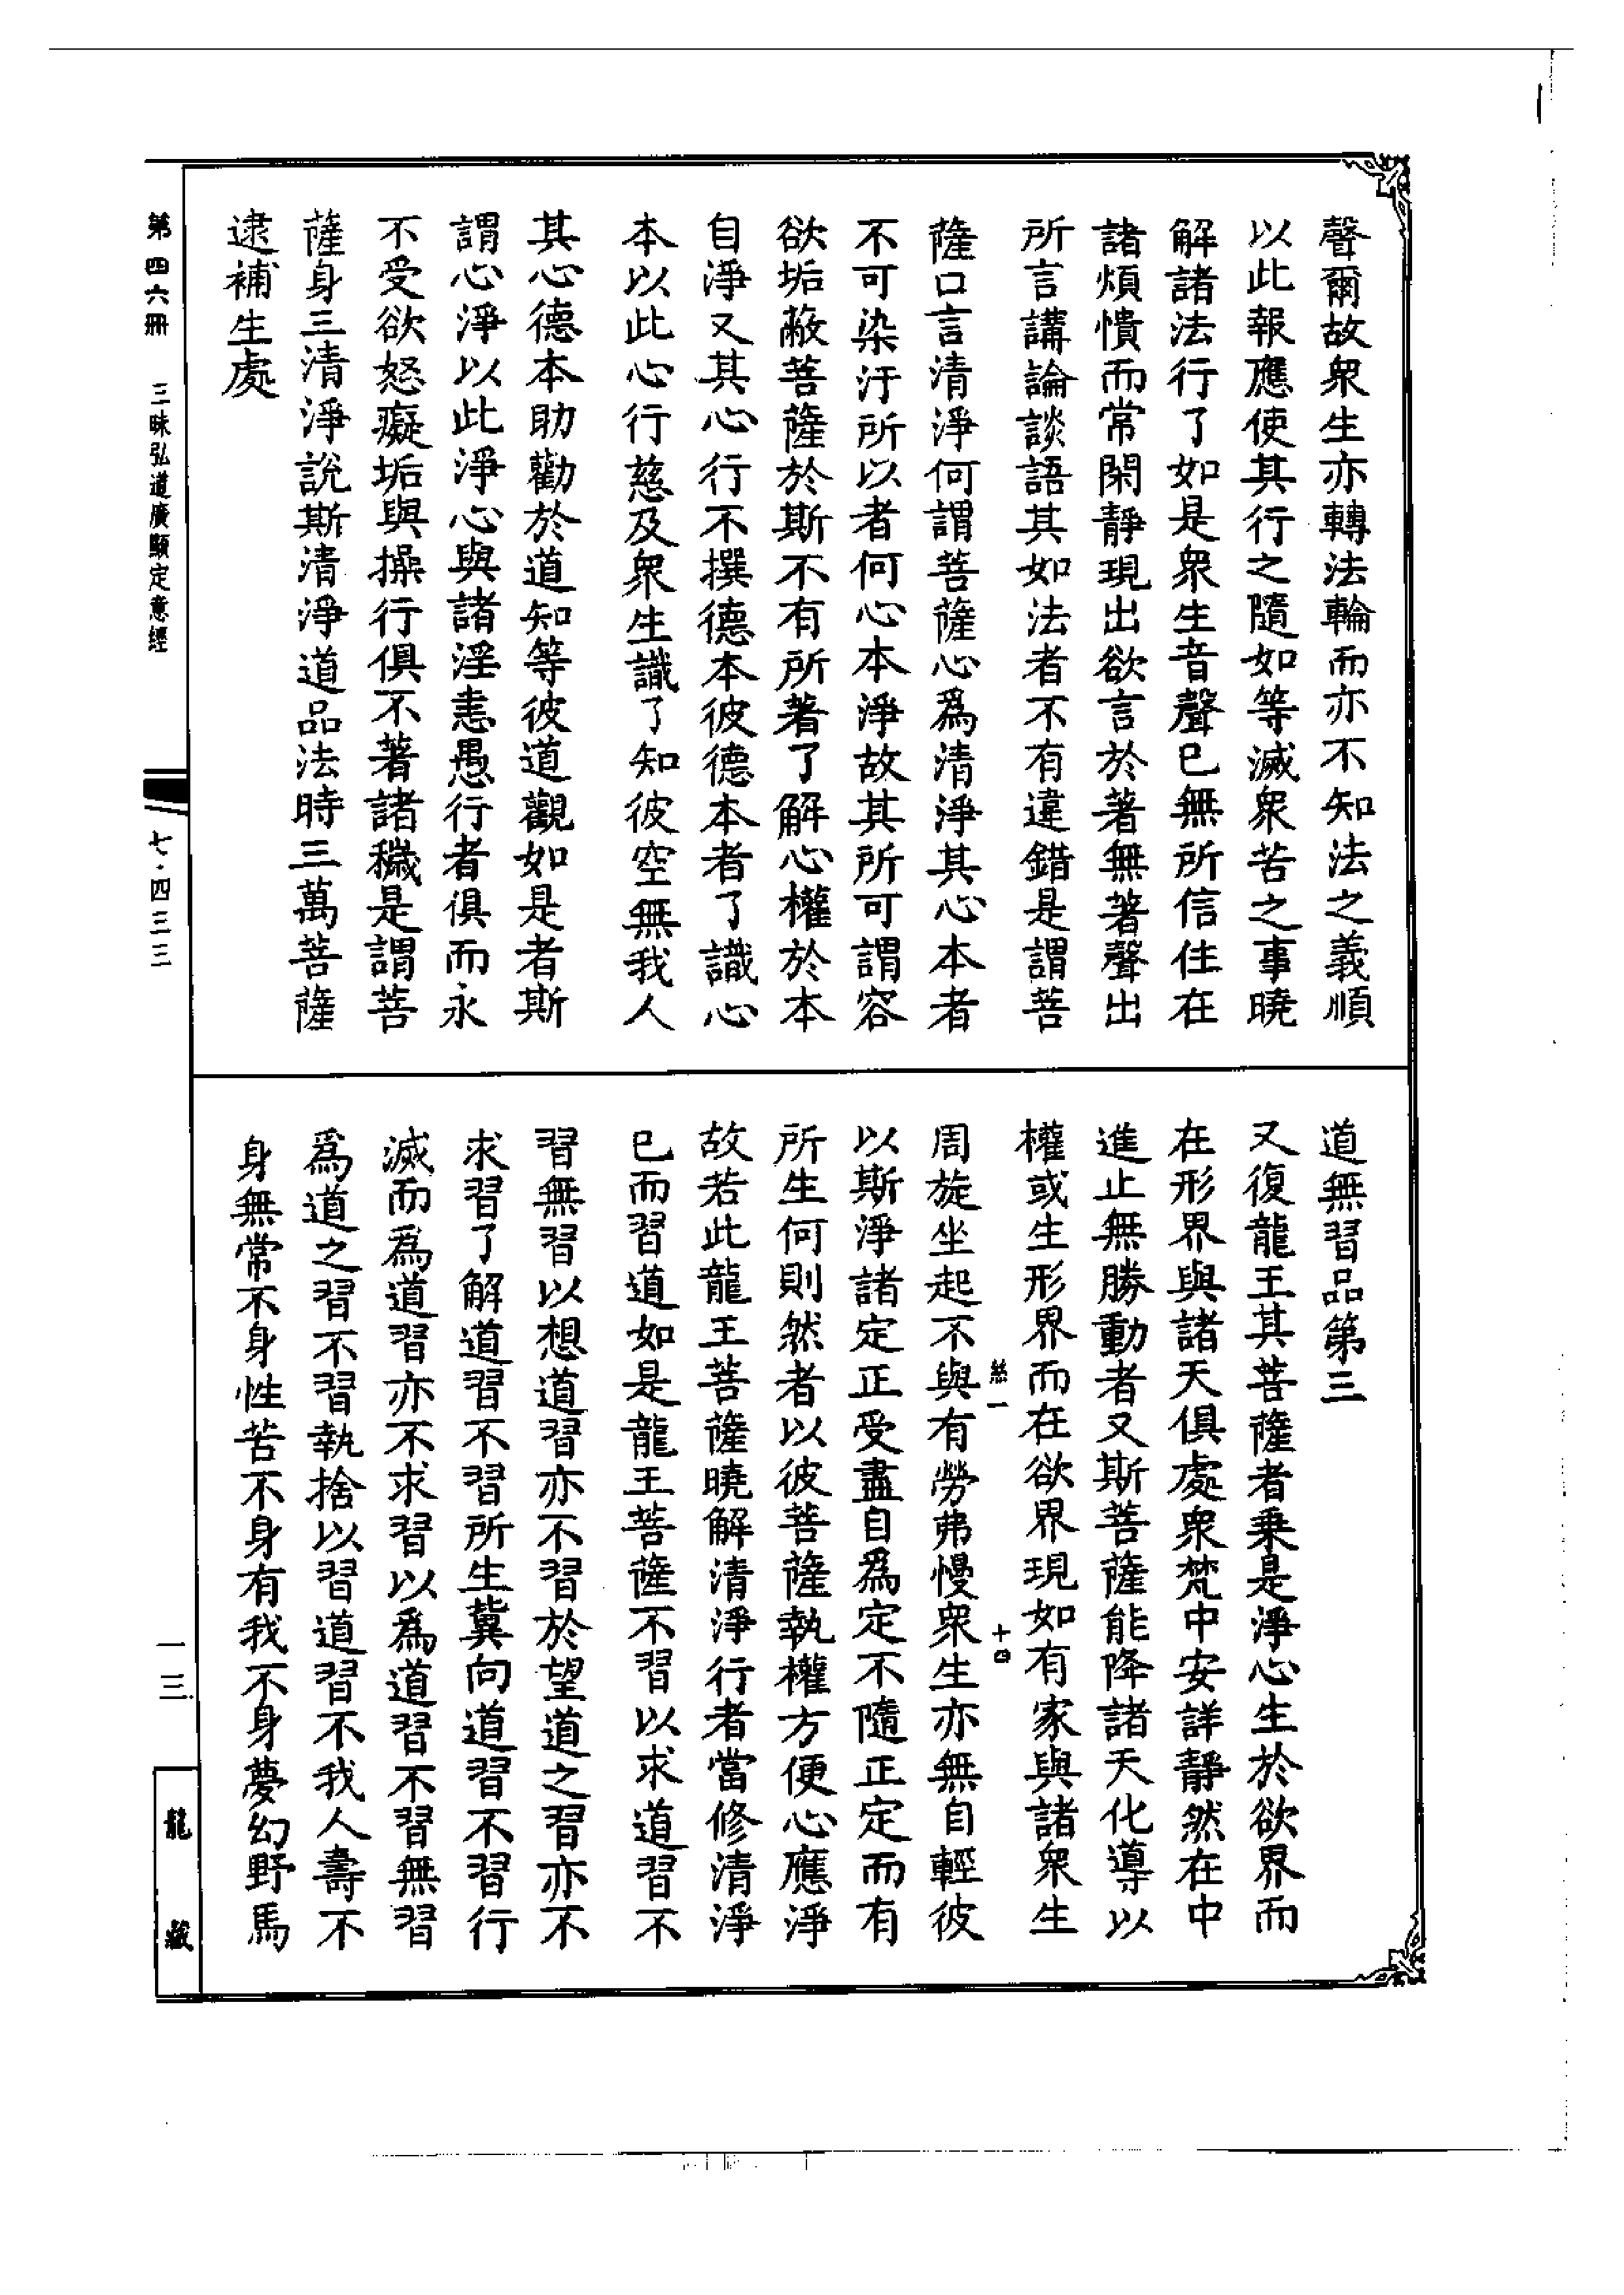 聲爾故衆生亦轉法輪而亦不知法之義順
以此報應使其行之隨如等滅衆苦之事曉
解諸法行了如是衆生音聲已無所信住在
諸煩憒而常閑靜現出欲言於著無著聲出
所言講論談語其如法者不有違錯是謂菩
薩口言清淨何謂菩薩心爲清淨其心本者
不可染汙所以者何心本淨故其所可謂容
欲垢蔽菩薩於斯不有所著了解心權於本
自淨又其心行不撰德本彼德本者了識心
本以此心行慈及衆生識了知彼空無我人
其心德本助勸於道知等彼道觀如是者斯
謂心淨以此淨心與諸淫恚愚行者俱而永
不受欲怒癡垢與操行俱不著諸穢是謂菩
薩身三清淨說斯清淨道品法時三萬菩薩
逮補生處
道無習品第三
又復龍王其菩薩者乗是淨心生於欲界而
在形界與諸天俱處衆梵中安詳靜然在中
進止無勝動者又斯菩薩能降諸天化導以
權或生形界而在欲界現如有家與諸衆生
周旋坐起不與有勞弗慢衆生亦無自輕彼
以斯淨諸定正受盡自爲定不隨正定而有
所生何則然者以彼菩薩執權方便心應淨
故若此龍王菩薩曉解清淨行者當修清淨
已而習道如是龍王菩薩不習以求道習不
習無習以想道習亦不習於望道之習亦不
求習了解道習不習所生冀向道習不習行
滅而爲道習亦不求習以爲道習不習無習
爲道之習不習執捨以習道習不我人壽不
身無常不身性苦不身有我不身夢幻野馬
第四六冊
三昧弘道廣顯定意經
七·四三三
一三
龍藏
十四